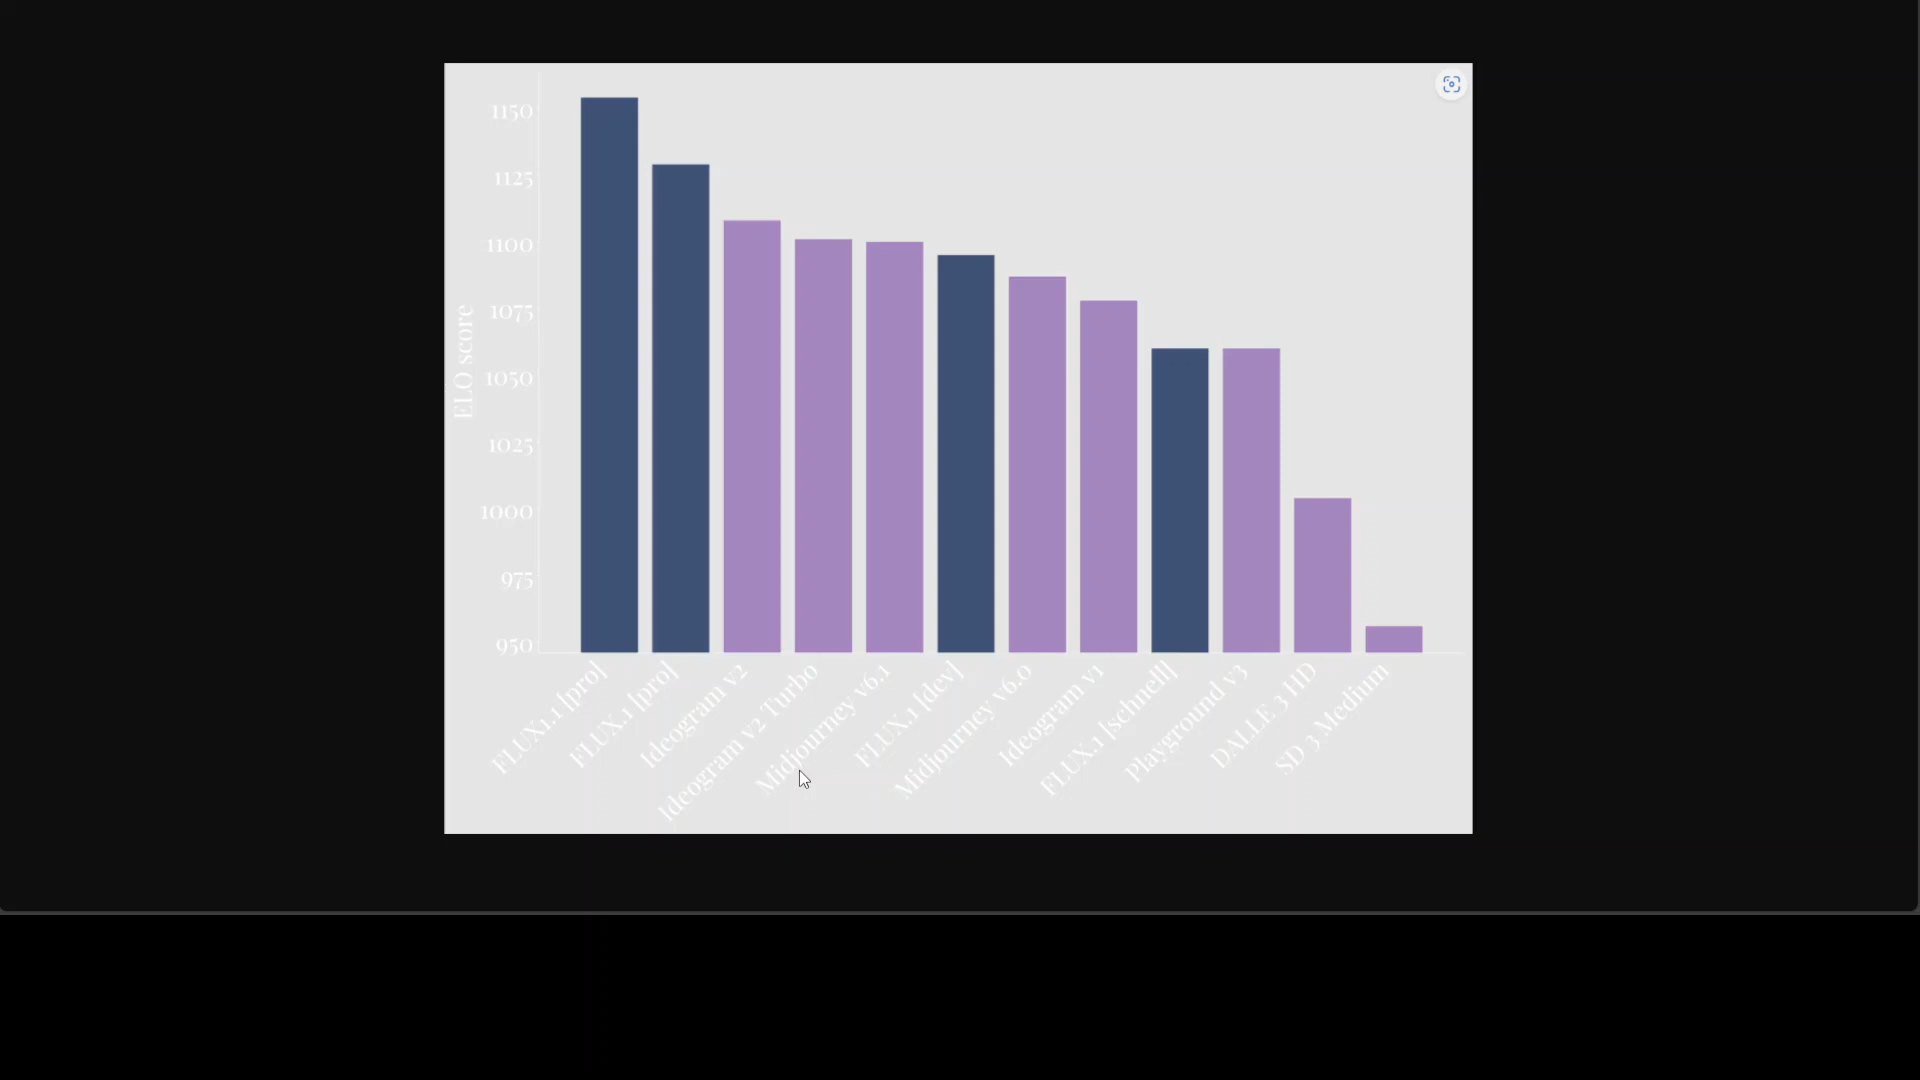 1150
1125
1100
1075
1050
1025
1000
975
950
ELO score
FLUX1.1 [pro]
FLUX.1 [pro]
Ideogram v2
Ideogram v2 Turbo
Midjourney v6.1
FLUX.1 [dev]
Midjourney v6.0
Ideogram v1
FLUX.1 [schnell]
Playground v3
DALLE 3 HD
SD 3 Medium